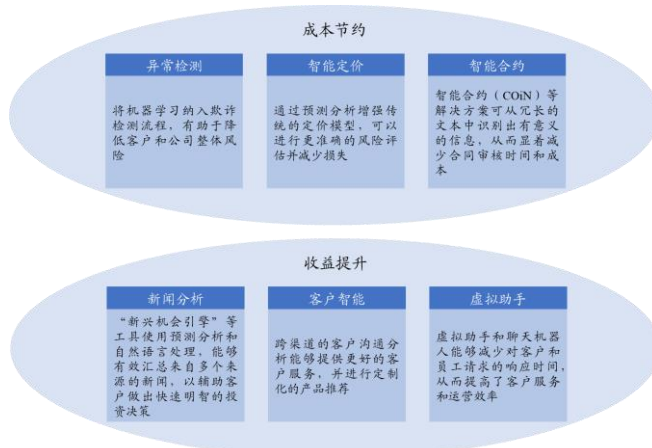 成本节约
异常检测
将机器学习纳入欺诈
检测流程，有助于降
低客户和公司整体风
险
智能定价
通过预测分析增强传
统的定价模型，可以
进行更准确的风险评
估并减少损失
智能合约
智能合约（COiN）等
解决方案可从冗长的
文本中识别出有意义
的信息，从而显着减
少合同审核时间和成
本
收益提升
新闻分析
“新兴机会引擎”等
工具使用预测分析和
自然语言处理，能够
有效汇总来自多个来
源的新闻，以辅助客
户做出快速明智的投
资决策
客户智能
跨渠道的客户沟通分
析能够提供更好的客
户服务，并进行定制
化的产品推荐
虚拟助手
虚拟助手和聊天机器
人能够减少对客户和
员工请求的响应时间，
从而提高了客户服务
和运营效率